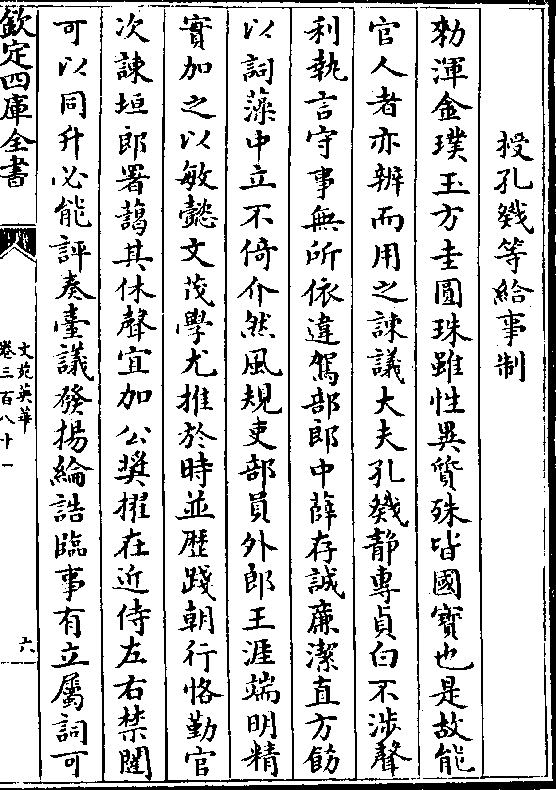 授孔戣等給事制
勑渾金璞玉方圭圓珠雖性異質殊皆國寶也是故能
官人者亦辨而用之諫議大夫孔戣靜專貞白不涉聲
利執言守事無所依違駕部郎中薛存誠廉潔直方飭
以詞藻中立不倚介然風規吏部員外郎王涯端明精
實加之以敏懿文茂學尤推於時並歴踐朝行恪勤官
次諫垣郎署藹其休聲宜加公奬擢在近侍左右禁闥
可以同升必能評奏臺議發揚綸誥臨事有立屬詞可
欽定四庫全書
文苑英華
卷三百八十一
六